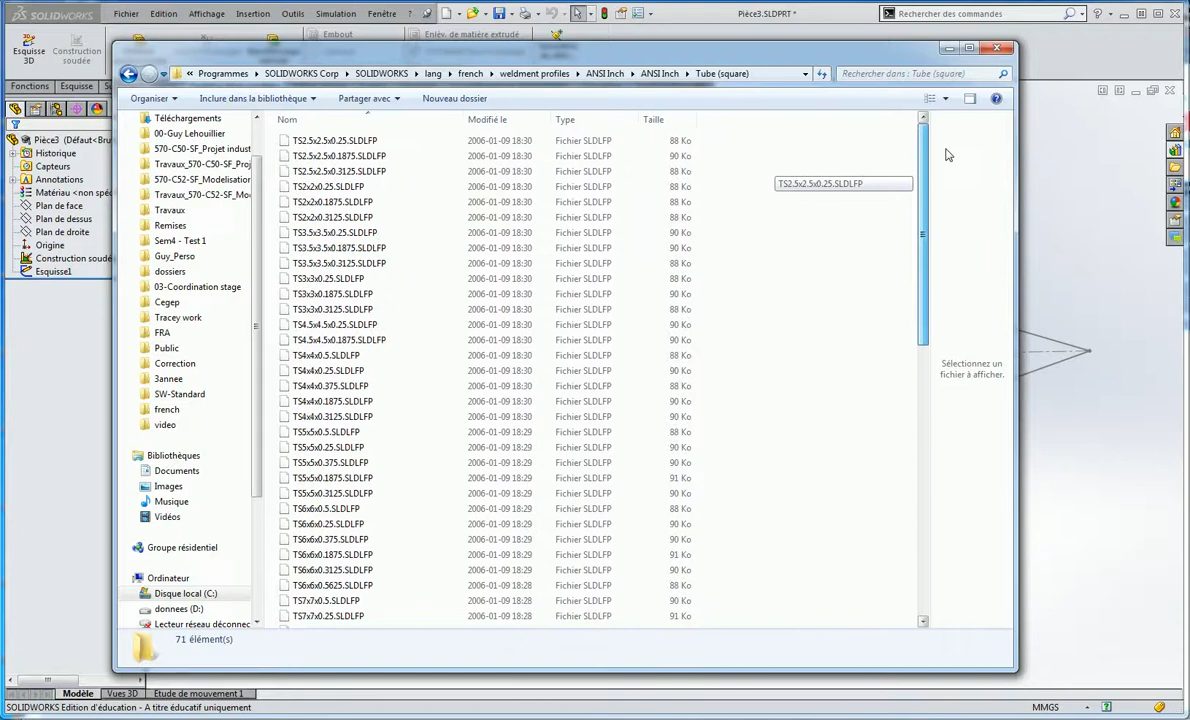 SOLIDWORKS
Fichier Edition Affichage Insertion Outils Simulation Fenêtre
Pièce3.SLDPRT *
Rechercher des commandes
Esquisse 3D
Construction soudée
Embout
Enlèv. de matière extrudé
Fonctions Esquisse
Pièce3 (Défaut<Bru
Historique
Capteurs
Annotations
Matériau <non spé
Plan de face
Plan de dessus
Plan de droite
Origine
Construction soudé
Esquisse1
« Programmes SOLIDWORKS Corp SOLIDWORKS lang french weldment profiles ANSI Inch ANSI Inch Tube (square)
Rechercher dans : Tube (square)
Organiser Inclure dans la bibliothèque Partager avec Nouveau dossier
Téléchargements
00-Guy Lehouillier
570-C50-SF_Projet indust
Travaux_570-C50-SF_Proj
570-C52-SF_Modelisation
Travaux_570-C52-SF_Mo
Travaux
Remises
Sem4 - Test 1
Guy_Perso
dossiers
03-Coordination stage
Cegep
Tracey work
FRA
Public
Correction
3annee
SW-Standard
french
video
Bibliothèques
Documents
Images
Musique
Vidéos
Groupe résidentiel
Ordinateur
Disque local (C:)
donnees (D:)
Lecteur réseau déconnec
Nom Modifié le Type Taille
TS2.5x2.5x0.25.SLDLFP 2006-01-09 18:30 Fichier SLDLFP 88 Ko
TS2.5x2.5x0.1875.SLDLFP 2006-01-09 18:30 Fichier SLDLFP 90 Ko
TS2.5x2.5x0.3125.SLDLFP 2006-01-09 18:30 Fichier SLDLFP 88 Ko
TS2x2x0.25.SLDLFP 2006-01-09 18:30 Fichier SLDLFP 88 Ko
TS2x2x0.1875.SLDLFP 2006-01-09 18:30 Fichier SLDLFP 90 Ko
TS2x2x0.3125.SLDLFP 2006-01-09 18:30 Fichier SLDLFP 88 Ko
TS3.5x3.5x0.25.SLDLFP 2006-01-09 18:30 Fichier SLDLFP 90 Ko
TS3.5x3.5x0.1875.SLDLFP 2006-01-09 18:30 Fichier SLDLFP 90 Ko
TS3.5x3.5x0.3125.SLDLFP 2006-01-09 18:30 Fichier SLDLFP 88 Ko
TS3x3x0.25.SLDLFP 2006-01-09 18:30 Fichier SLDLFP 90 Ko
TS3x3x0.1875.SLDLFP 2006-01-09 18:30 Fichier SLDLFP 90 Ko
TS3x3x0.3125.SLDLFP 2006-01-09 18:30 Fichier SLDLFP 88 Ko
TS4.5x4.5x0.25.SLDLFP 2006-01-09 18:30 Fichier SLDLFP 90 Ko
TS4.5x4.5x0.1875.SLDLFP 2006-01-09 18:30 Fichier SLDLFP 90 Ko
TS4x4x0.5.SLDLFP 2006-01-09 18:30 Fichier SLDLFP 88 Ko
TS4x4x0.25.SLDLFP 2006-01-09 18:30 Fichier SLDLFP 90 Ko
TS4x4x0.375.SLDLFP 2006-01-09 18:30 Fichier SLDLFP 88 Ko
TS4x4x0.1875.SLDLFP 2006-01-09 18:30 Fichier SLDLFP 90 Ko
TS4x4x0.3125.SLDLFP 2006-01-09 18:30 Fichier SLDLFP 90 Ko
TS5x5x0.5.SLDLFP 2006-01-09 18:29 Fichier SLDLFP 88 Ko
TS5x5x0.25.SLDLFP 2006-01-09 18:29 Fichier SLDLFP 90 Ko
TS5x5x0.375.SLDLFP 2006-01-09 18:29 Fichier SLDLFP 90 Ko
TS5x5x0.1875.SLDLFP 2006-01-09 18:29 Fichier SLDLFP 91 Ko
TS5x5x0.3125.SLDLFP 2006-01-09 18:29 Fichier SLDLFP 90 Ko
TS6x6x0.5.SLDLFP 2006-01-09 18:29 Fichier SLDLFP 88 Ko
TS6x6x0.25.SLDLFP 2006-01-09 18:29 Fichier SLDLFP 90 Ko
TS6x6x0.375.SLDLFP 2006-01-09 18:29 Fichier SLDLFP 90 Ko
TS6x6x0.1875.SLDLFP 2006-01-09 18:29 Fichier SLDLFP 91 Ko
TS6x6x0.3125.SLDLFP 2006-01-09 18:29 Fichier SLDLFP 90 Ko
TS6x6x0.5625.SLDLFP 2006-01-09 18:28 Fichier SLDLFP 88 Ko
TS7x7x0.5.SLDLFP 2006-01-09 18:28 Fichier SLDLFP 90 Ko
TS7x7x0.25.SLDLFP 2006-01-09 18:28 Fichier SLDLFP 91 Ko
TS2.5x2.5x0.25.SLDLFP
Sélectionnez un
fichier à afficher.
71 élément(s)
Modèle Vues 3D Etude de mouvement 1
SOLIDWORKS Edition d'éducation - A titre éducatif uniquement
MMGS